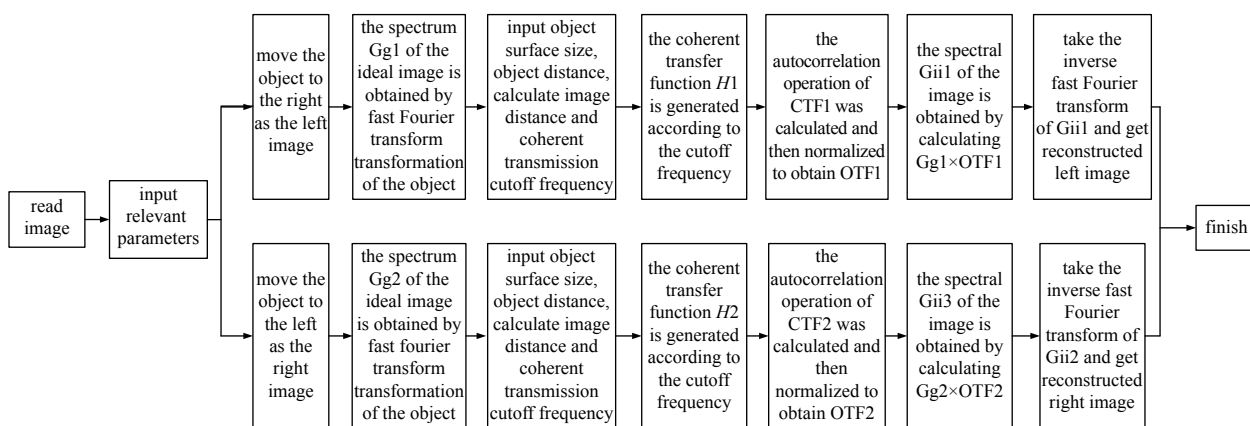 read
image
input
relevant
parameters
move the
object to
the right
as the left
image
the spectrum
Gg1 of the
ideal image is
obtained by
fast Fourier
transform
transformation
of the object
input object
surface size,
object distance,
calculate image
distance and
coherent
transmission
cutoff frequency
the coherent
transfer
function H1
is generated
according to
the cutoff
frequency
the
autocorrelation
operation of
CTF1 was
calculated and
then normalized
to obtain OTF1
the spectral
Gii1 of the
image is
obtained by
calculating
Gg1×OTF1
take the
inverse
fast Fourier
transform
of Gii1 and get
reconstructed
left image
move the
object to
the left
as the
right
image
the spectrum
Gg2 of the
ideal image
is obtained by
fast fourier
transform
transformation
of the object
input object
surface size,
object distance,
calculate image
distance and
coherent
transmission
cutoff frequency
the coherent
transfer
function H2
is generated
according to
the cutoff
frequency
the
autocorrelation
operation of
CTF2 was
calculated and
then
normalized to
obtain OTF2
the spectral
Gii3 of the
image is
obtained by
calculating
Gg2×OTF2
take the
inverse fast
Fourier
transform of
Gii2 and get
reconstructed
right image
finish